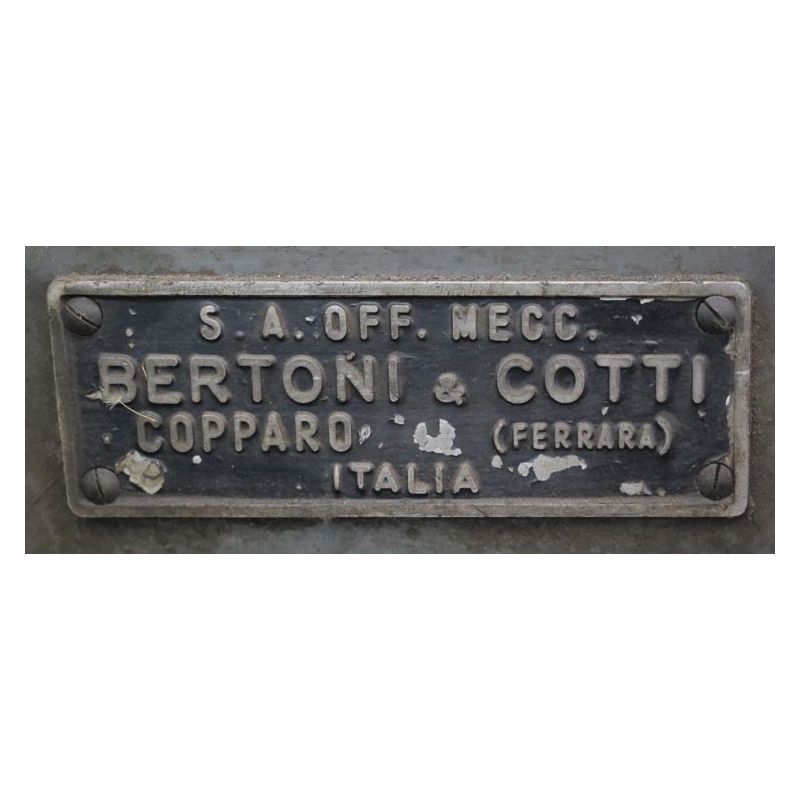 S. A. OFF. MECC.
BERTONI & COTTI
COPPARO (FERRARA)
ITALIA